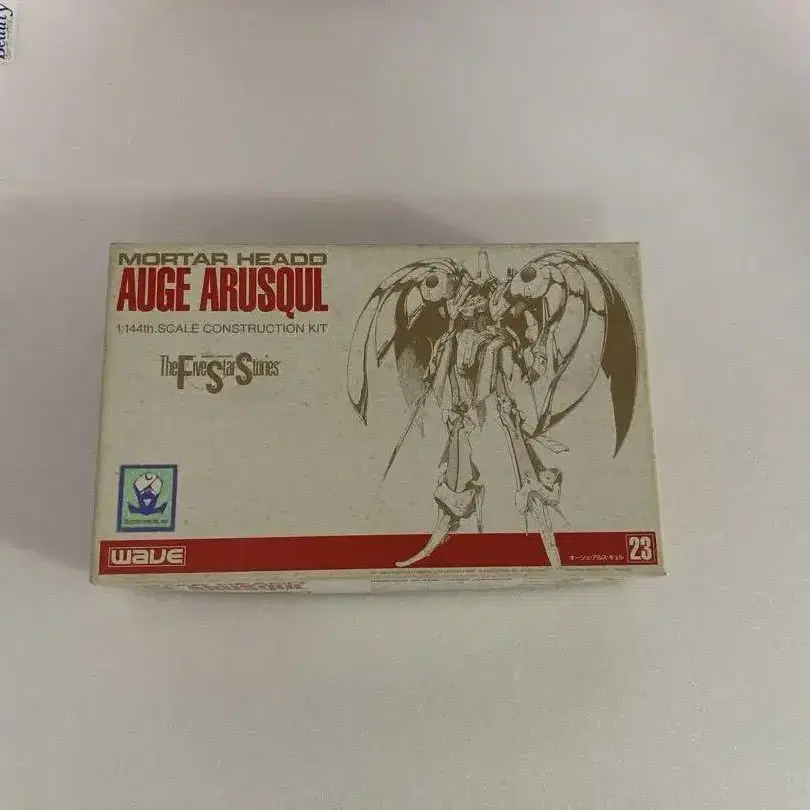 Beauty
MORTAR HEADD
AUGE ARUSQUL
1:144th. SCALE CONSTRUCTION KIT
The Five Star Stories
WAVE
オージェ・アルス・キュル
23